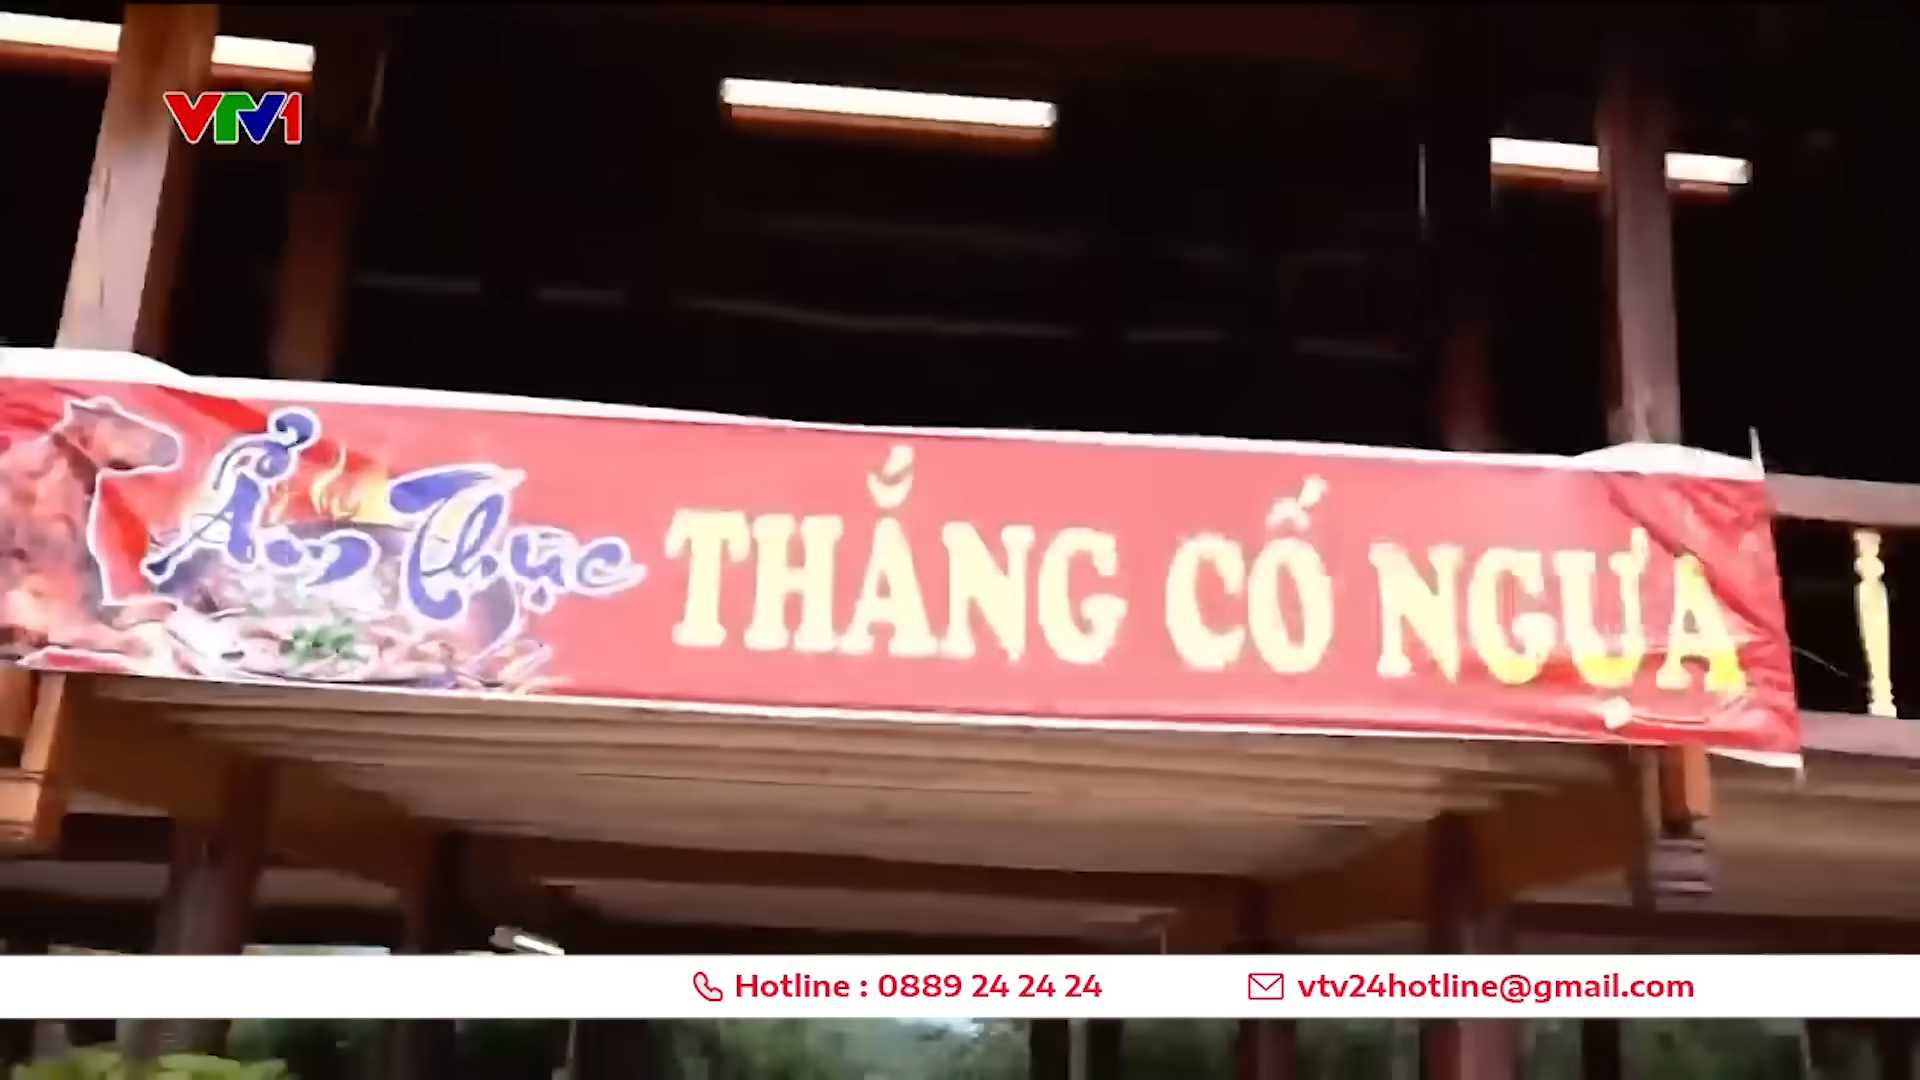 VTV1
Ẩm Thực THẮNG CỐ NGỰA
Hotline : 0889 24 24 24 vtv24hotline@gmail.com